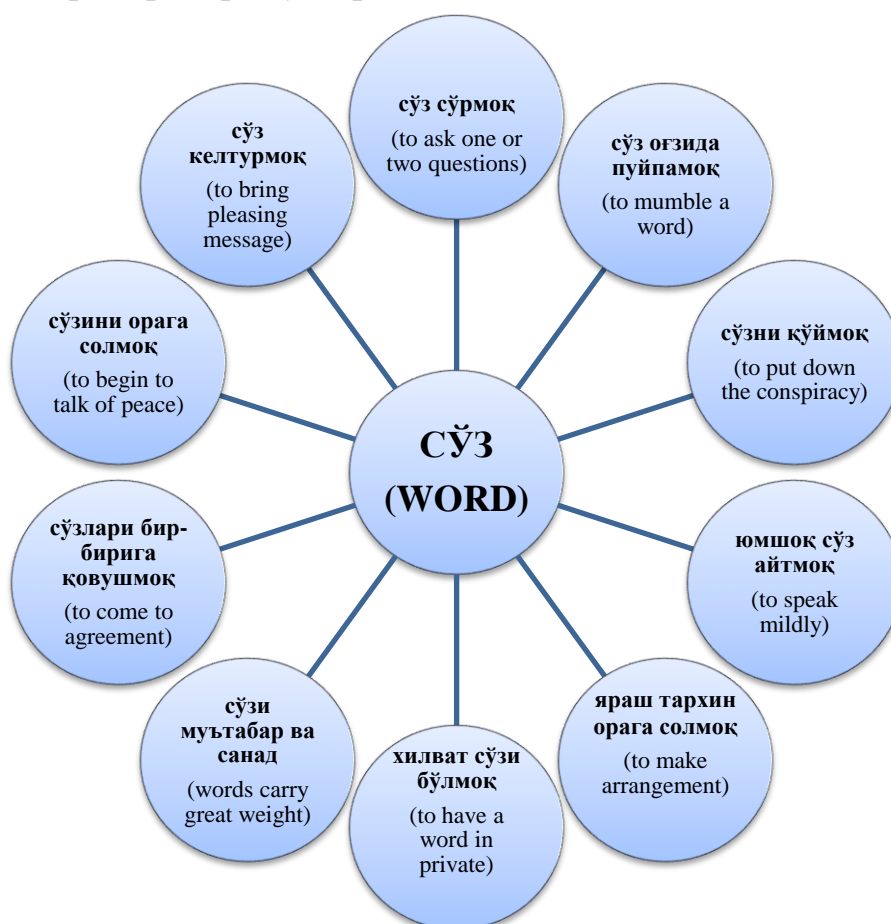 сўз сўрмоқ
(to ask one or
two questions)
сўз оғзида
пуйпамоқ
(to mumble a
word)
сўзни қўймоқ
(to put down
the conspiracy)
юмшоқ сўз
айтмоқ
(to speak
mildly)
яраш тархин
орага солмоқ
(to make
arrangement)
хилват сўзи
бўлмоқ
(to have a
word in
private)
сўзи
муътабар ва
санад
(words carry
great weight)
сўзлари бир-
бирига
қовушмоқ
(to come to
agreement)
сўзини орага
солмоқ
(to begin to
talk of peace)
сўз
келтурмоқ
(to bring
pleasing
message)
СЎЗ
(WORD)